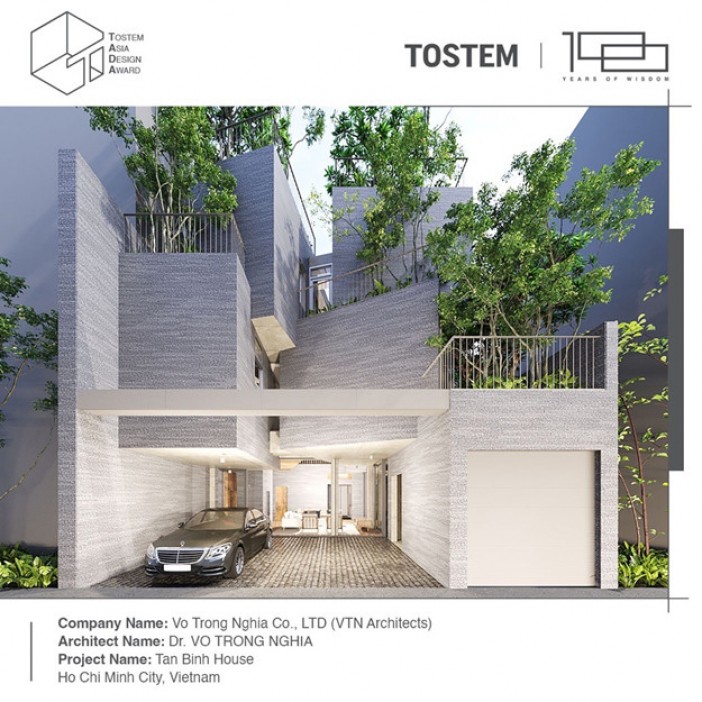 TOSTEM
ASIA
DESIGN
AWARD
TOSTEM
100
YEARS OF WISDOM
Company Name: Vo Trong Nghia Co., LTD (VTN Architects)
Architect Name: Dr. VO TRONG NGHIA
Project Name: Tan Binh House
Ho Chi Minh City, Vietnam